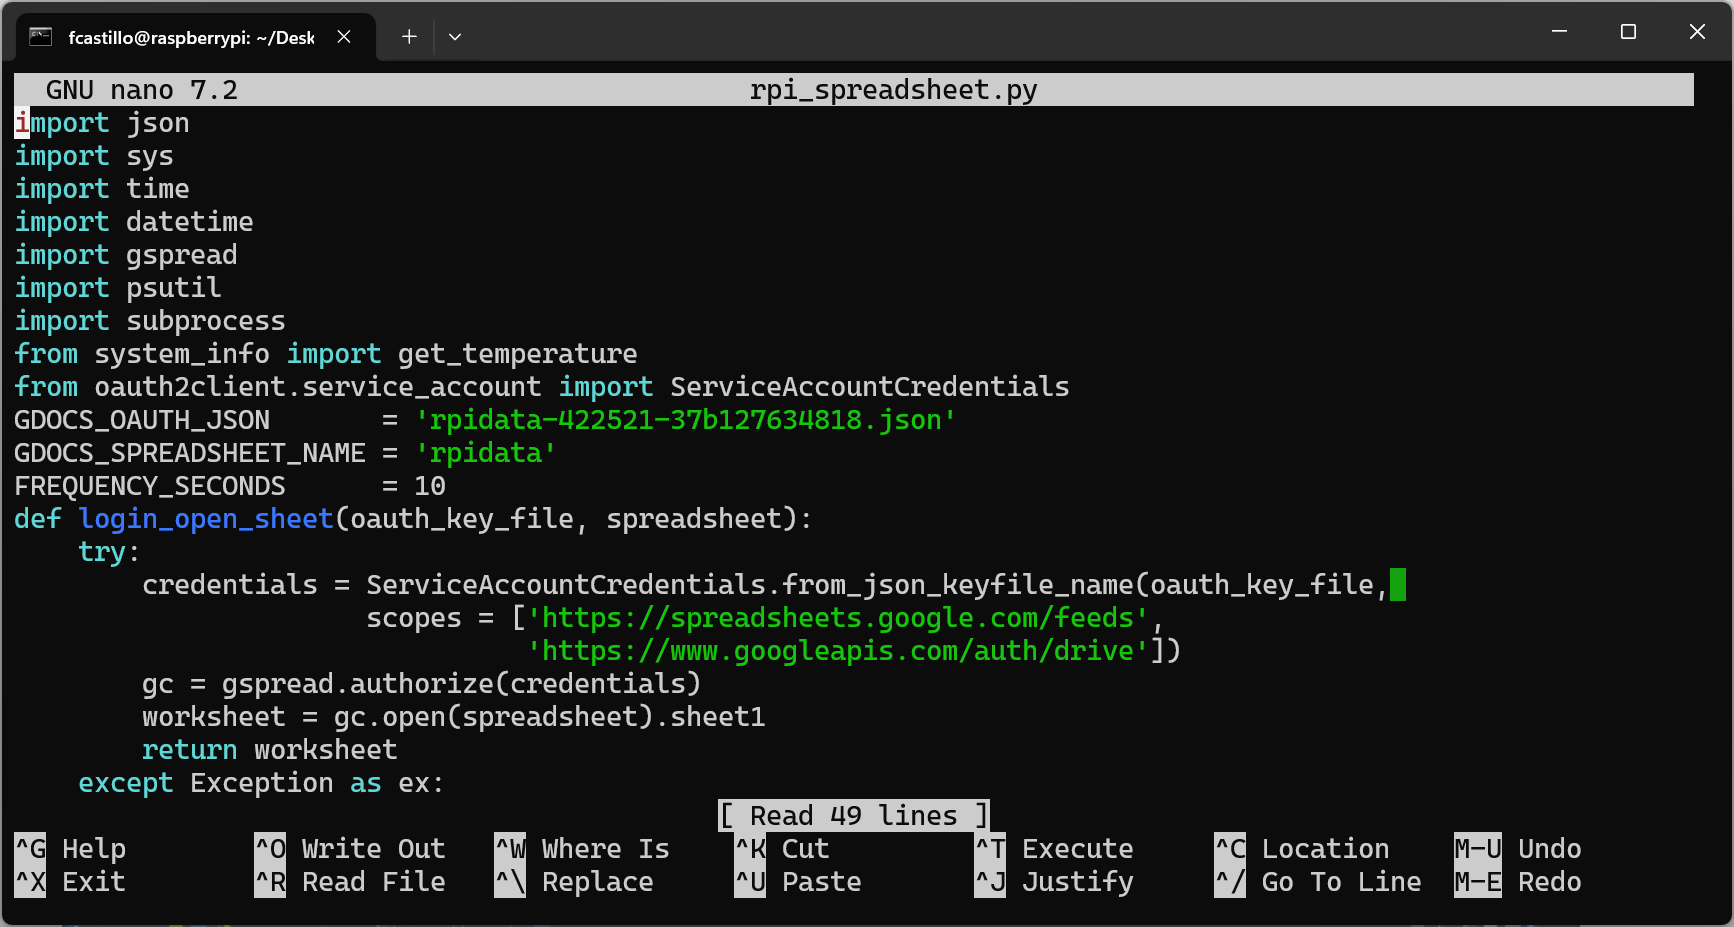 fcastillo@raspberrypi: ~/Desk
GNU nano 7.2 rpi_spreadsheet.py
import json
import sys
import time
import datetime
import gspread
import psutil
import subprocess
from system_info import get_temperature
from oauth2client.service_account import ServiceAccountCredentials
GDOCS_OAUTH_JSON       = 'rpidata-422521-37b127634818.json'
GDOCS_SPREADSHEET_NAME = 'rpidata'
FREQUENCY_SECONDS      = 10
def login_open_sheet(oauth_key_file, spreadsheet):
    try:
        credentials = ServiceAccountCredentials.from_json_keyfile_name(oauth_key_file,
                      scopes = ['https://spreadsheets.google.com/feeds',
                                'https://www.googleapis.com/auth/drive'])
        gc = gspread.authorize(credentials)
        worksheet = gc.open(spreadsheet).sheet1
        return worksheet
    except Exception as ex:
[ Read 49 lines ]
^G Help ^O Write Out ^W Where Is ^K Cut ^T Execute ^C Location M-U Undo
^X Exit ^R Read File ^\ Replace ^U Paste ^J Justify ^/ Go To Line M-E Redo